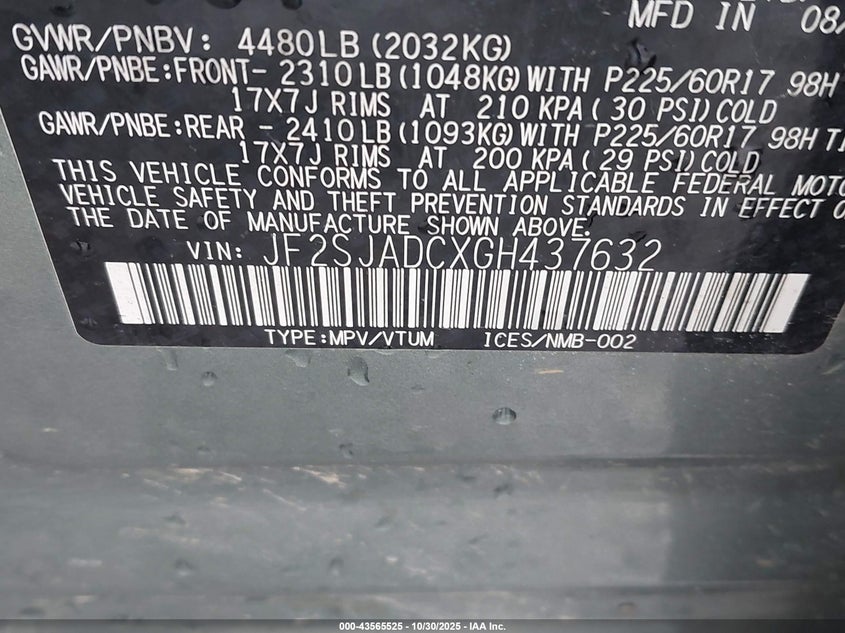 MFD IN 08/
GVWR/PNBV: 4480LB (2032KG)
GAWR/PNBE:FRONT- 2310LB (1048KG) WITH P225/60R17 98H
17X7J RIMS AT 210 KPA ( 30 PSI) COLD
GAWR/PNBE:REAR - 2410LB (1093KG) WITH P225/60R17 98H
17X7J RIMS AT 200 KPA ( 29 PSI) COLD
THIS VEHICLE CONFORMS TO ALL APPLICABLE FEDERAL
VEHICLE SAFETY AND THEFT PREVENTION STANDARDS IN EFFECT
THE DATE OF MANUFACTURE SHOWN ABOVE.
VIN: JF2SJADCXGH437632
TYPE:MPV/VTUM ICES/NMB-002
000-43565525 - 10/30/2025 - IAA Inc.